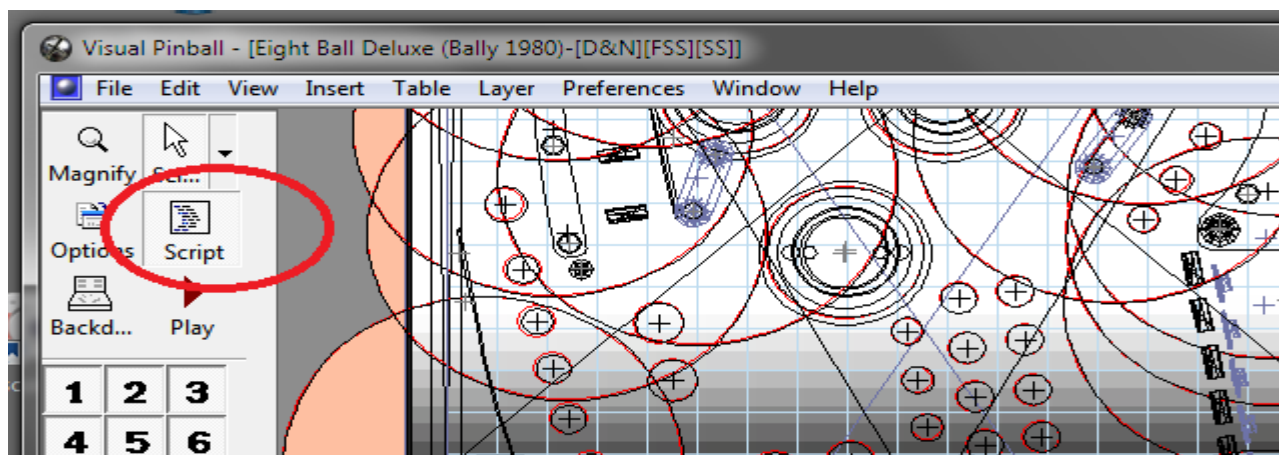 Visual Pinball - [Eight Ball Deluxe (Bally 1980)-[D&N][FSS][SS]]
File Edit View Insert Table Layer Preferences Window Help
Magnify Sel...
Options Script
Backd... Play
1 2 3
4 5 6